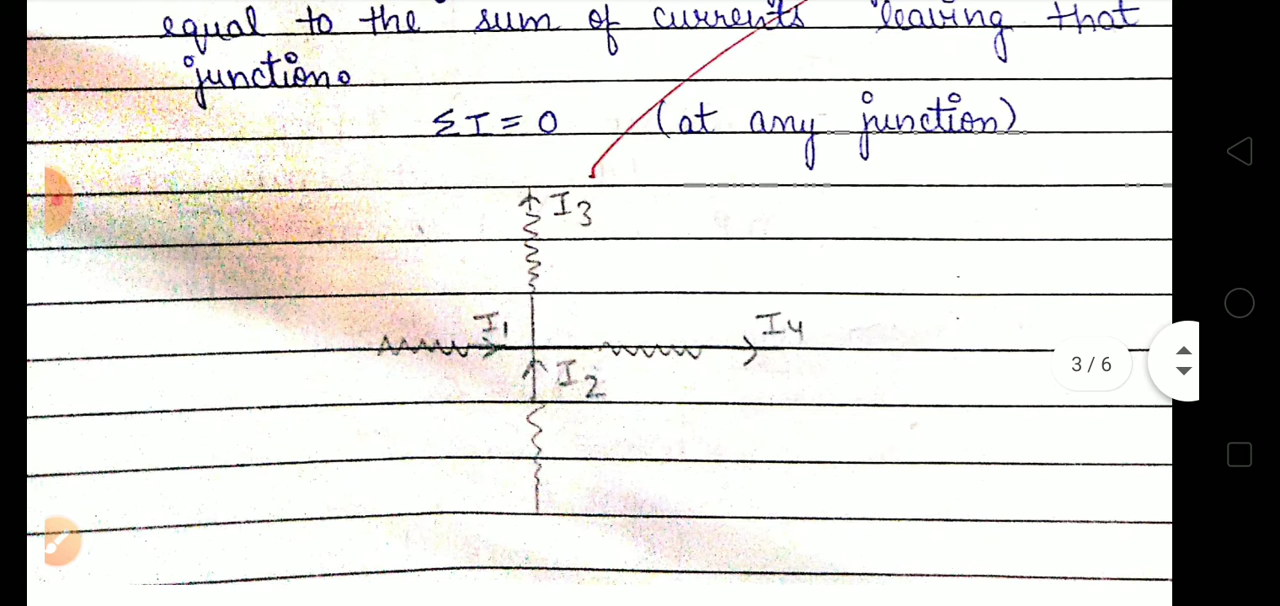 equal to the sum of currents leaving that
junction.
ΣI = 0 (at any junction)
I3
I1
I4
I2
3 / 6